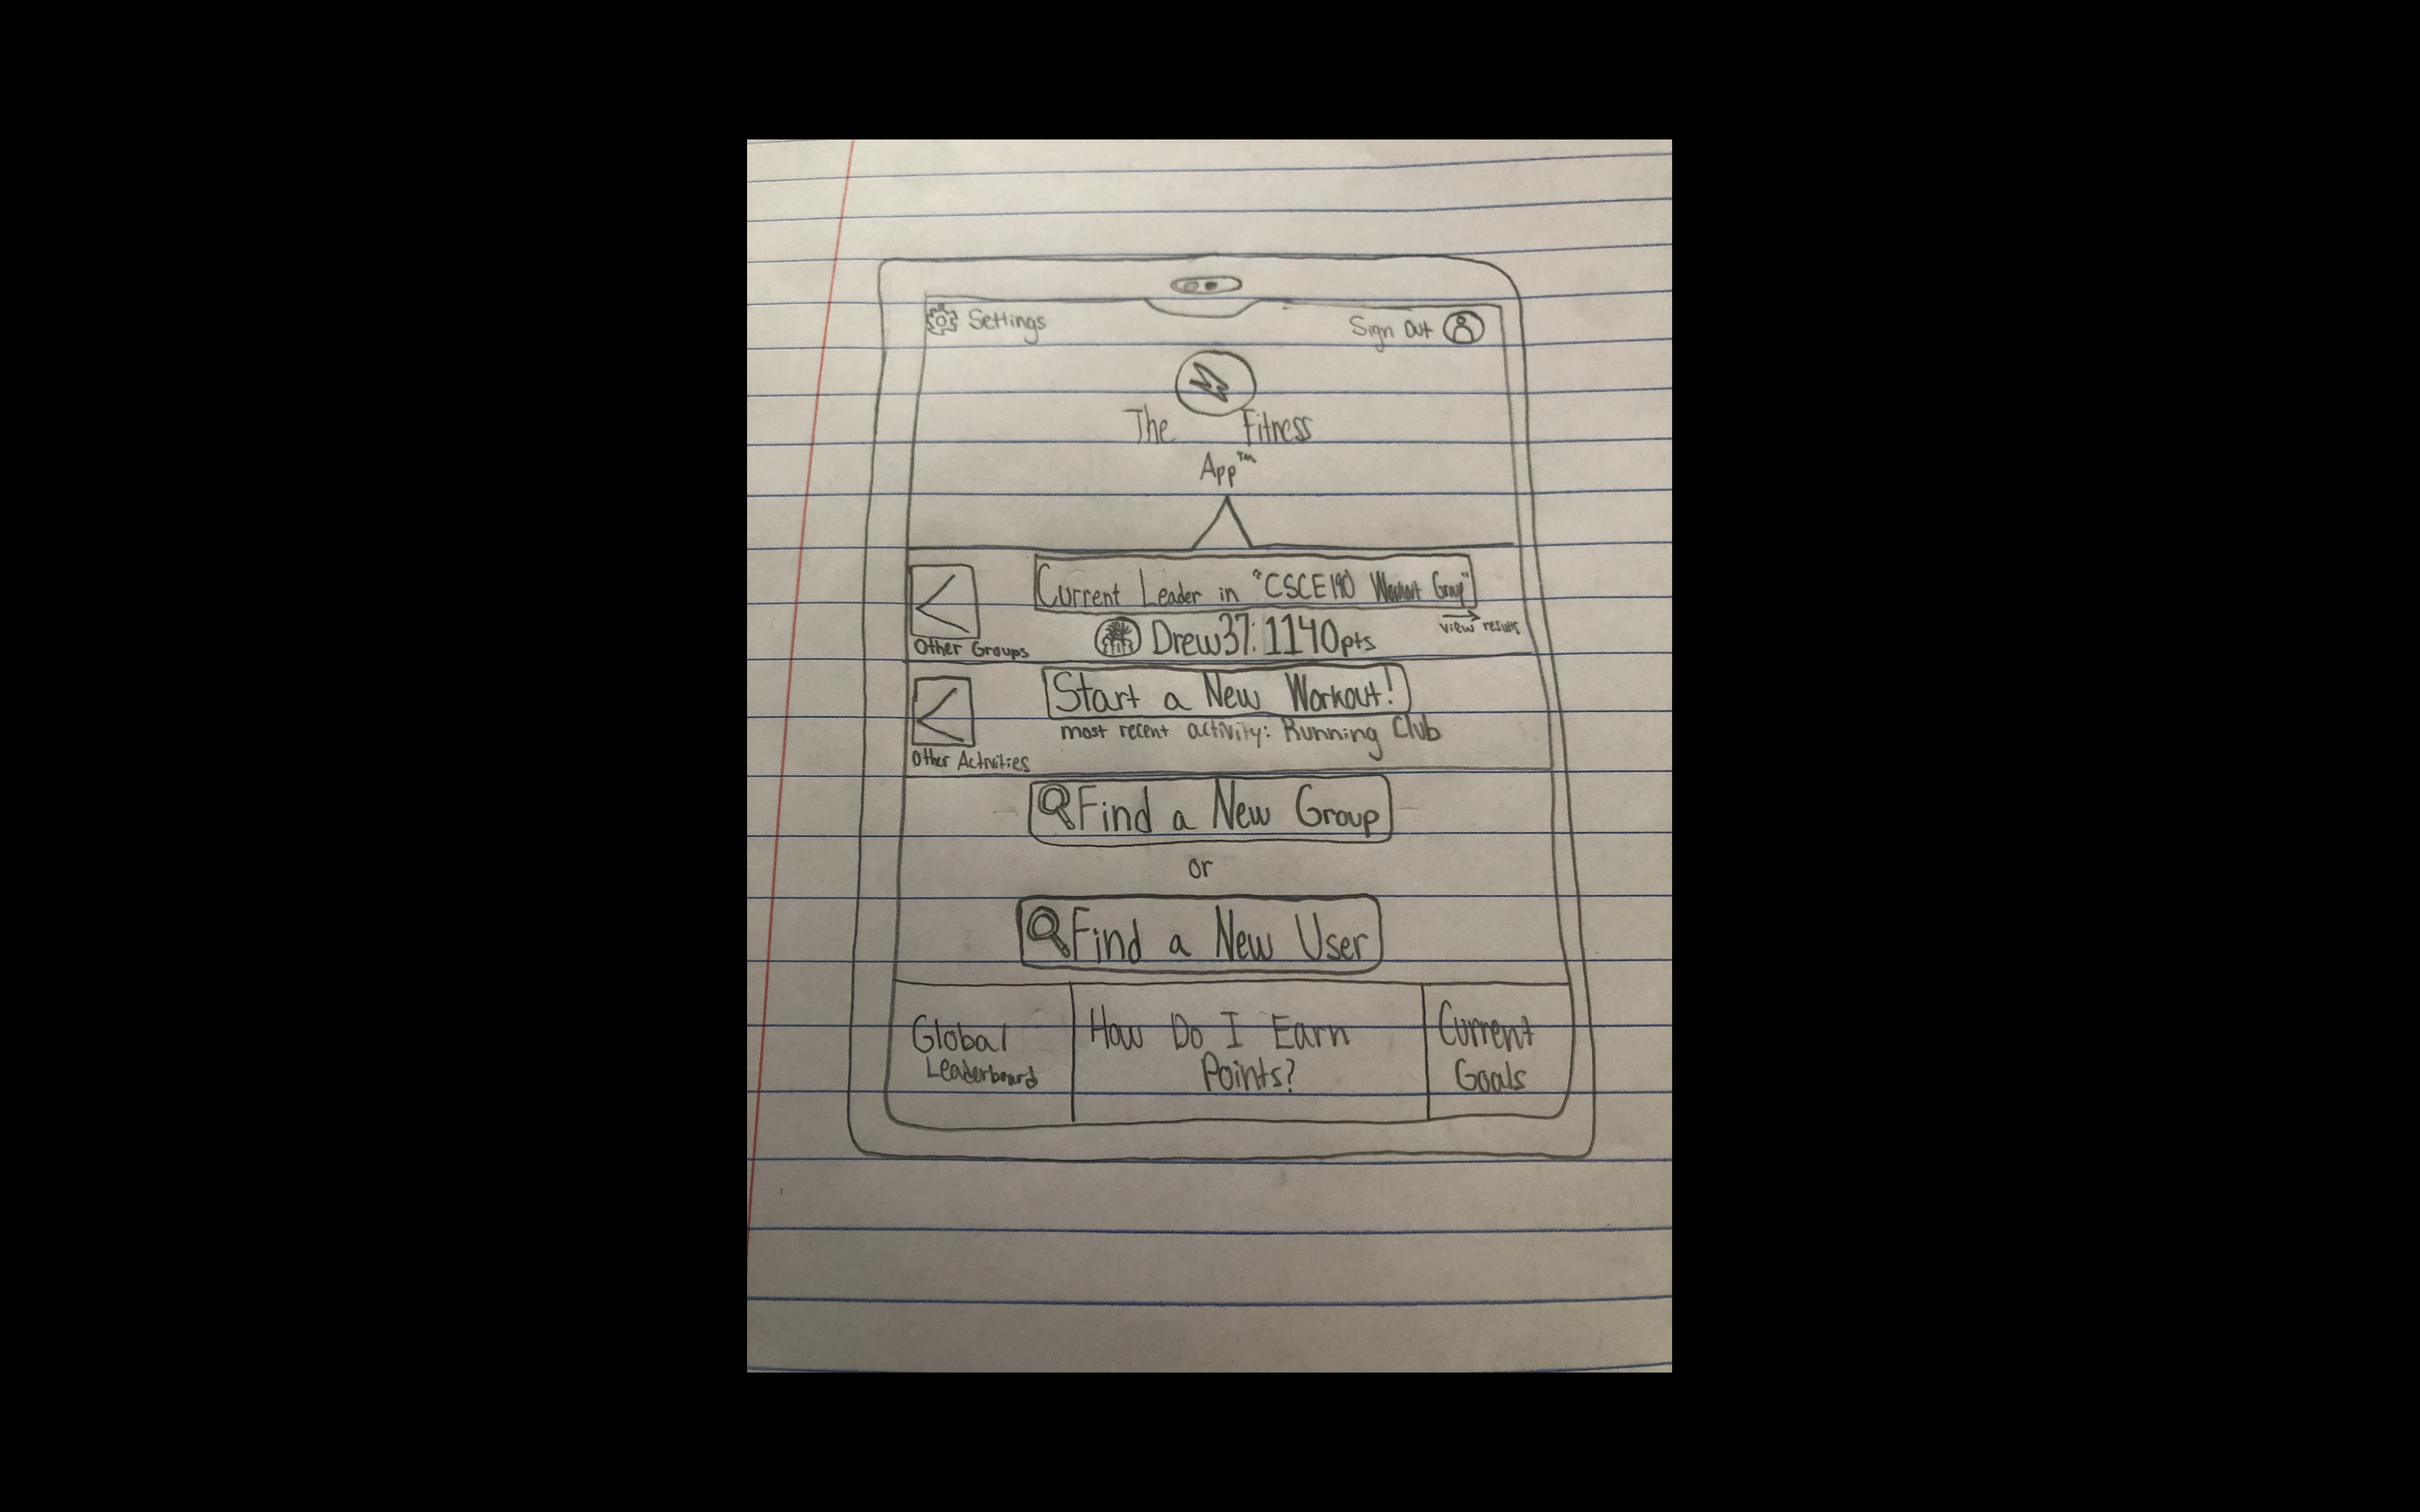 Settings
Sign Out
The Fitness
App™
Current Leader in "CSCE190 Workout Group"
view results
Drew37: 1140pts
Other Groups
Start a New Workout!
most recent activity: Running Club
Other Activities
Find a New Group
or
Find a New User
Global
Leaderboard
How Do I Earn
Points?
Current
Goals